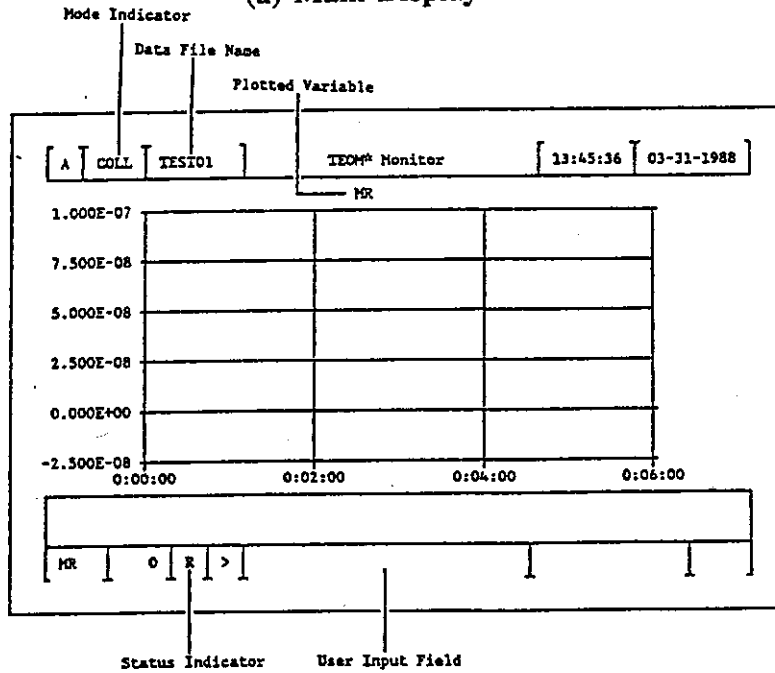 (a) Main Display
Mode Indicator
Data File Name
Plotted Variable
A COLL TEST01 TEOM* Monitor 13:45:36 03-31-1988
MR
1.000E-07
7.500E-08
5.000E-08
2.500E-08
0.000E+00
-2.500E-08
0:00:00 0:02:00 0:04:00 0:06:00
MR 0 R >
Status Indicator User Input Field